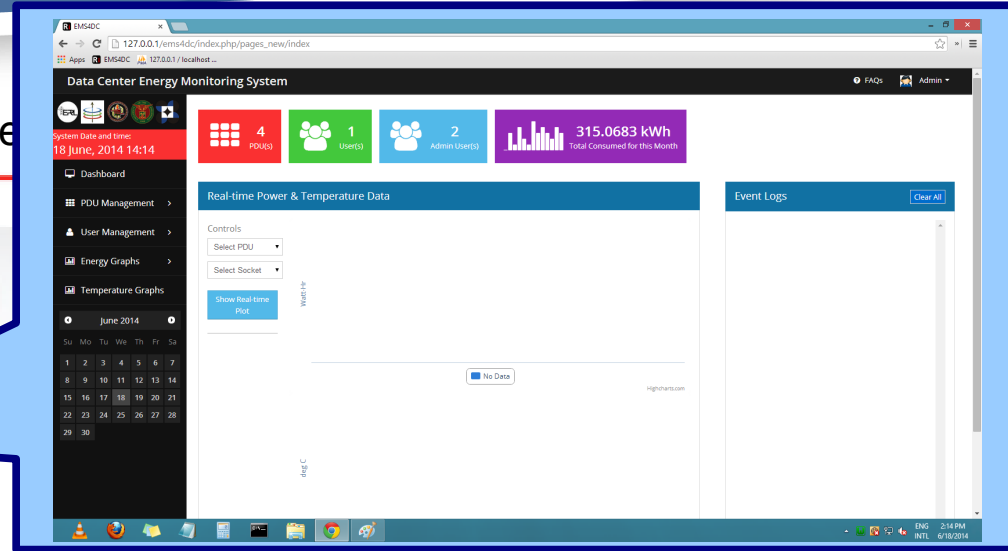 EMS4DC
127.0.0.1/ems4dc/index.php/pages_new/index
Apps EMS4DC 127.0.0.1 / localhost ...
Data Center Energy Monitoring System
FAQs Admin
e
System Date and time:
18 June, 2014 14:14
4
PDU(s)
1
User(s)
2
Admin User(s)
315.0683 kWh
Total Consumed for this Month
Dashboard
PDU Management
User Management
Energy Graphs
Temperature Graphs
June 2014
Su Mo Tu We Th Fr Sa
1 2 3 4 5 6 7
8 9 10 11 12 13 14
15 16 17 18 19 20 21
22 23 24 25 26 27 28
29 30
Real-time Power & Temperature Data
Controls
Select PDU
Select Socket
Show Real-time
Plot
Watt-Hr
No Data
Highcharts.com
deg C
Event Logs
Clear All
ENG 2:14 PM
INTL 6/18/2014